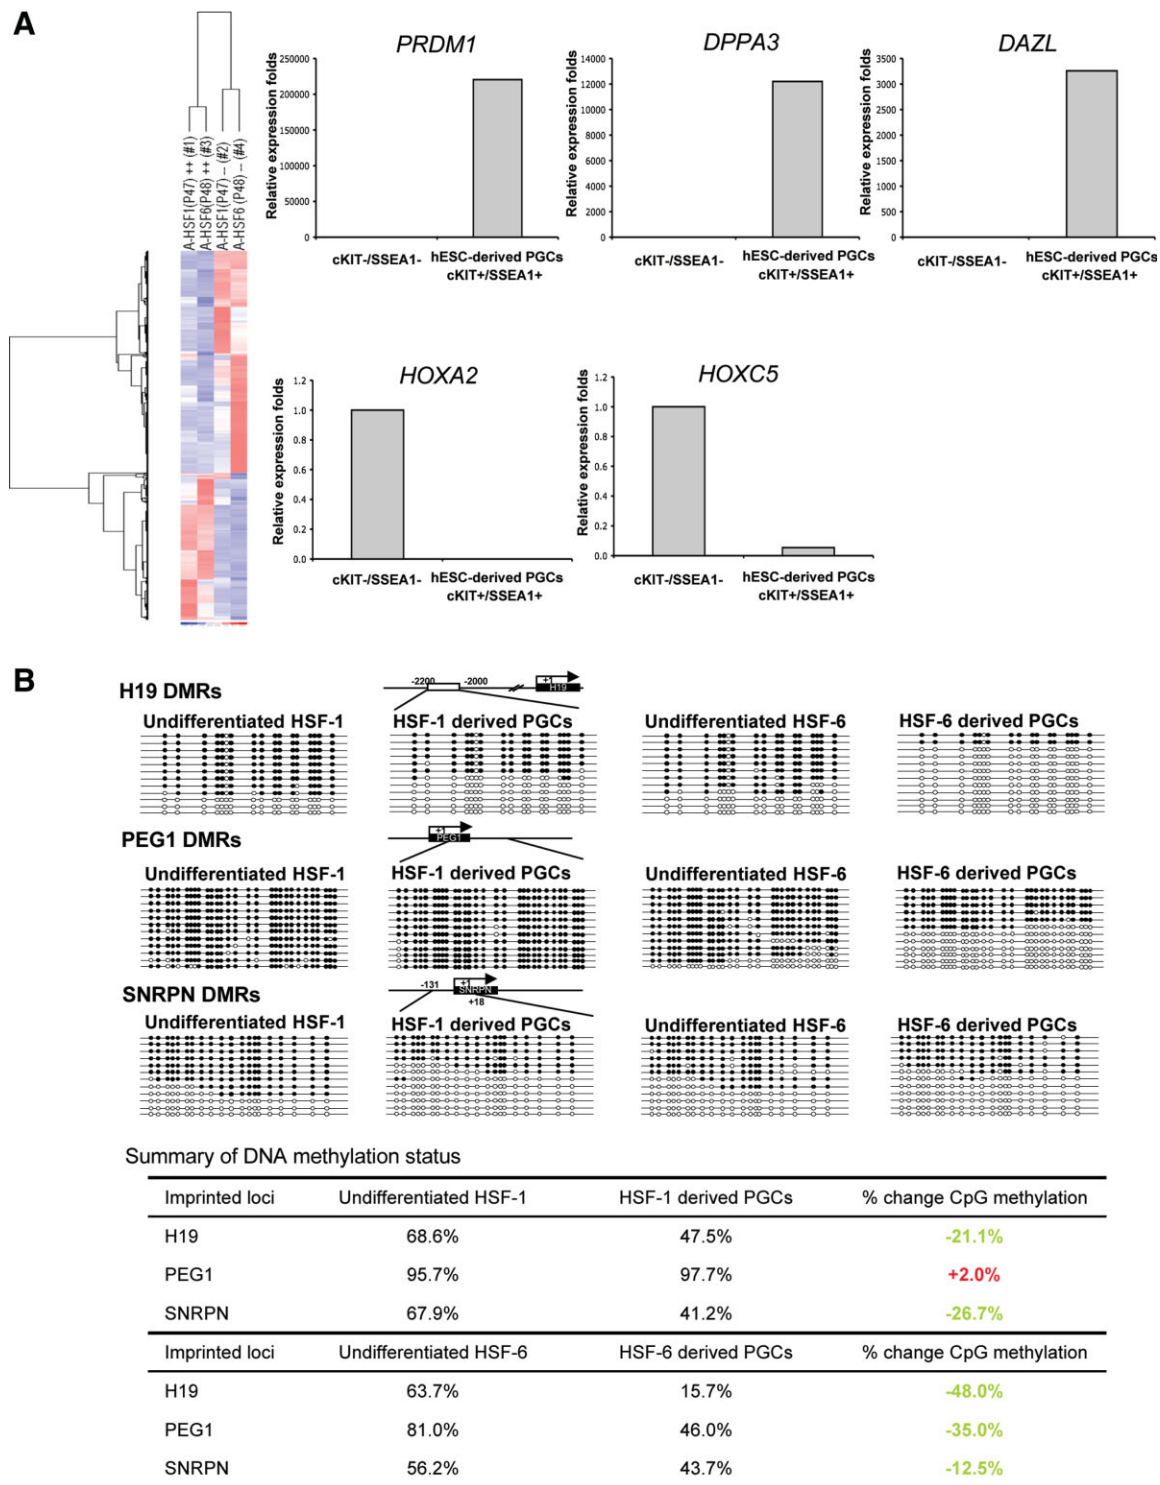 A
A-HSF1(P47) ++ (#1)
A-HSF6(P48) ++ (#3)
A-HSF1(P47) -- (#2)
A-HSF6 (P48) -- (#4)
PRDM1
Relative expression folds
250000
200000
150000
100000
50000
0
cKIT-/SSEA1-
hESC-derived PGCs
cKIT+/SSEA1+
DPPA3
Relative expression folds
14000
12000
10000
8000
6000
4000
2000
0
cKIT-/SSEA1-
hESC-derived PGCs
cKIT+/SSEA1+
DAZL
Relative expression folds
3500
3000
2500
2000
1500
1000
500
0
cKIT-/SSEA1-
hESC-derived PGCs
cKIT+/SSEA1+
HOXA2
Relative expression folds
1.2
1.0
0.8
0.6
0.4
0.2
0.0
cKIT-/SSEA1-
hESC-derived PGCs
cKIT+/SSEA1+
HOXC5
Relative expression folds
1.2
1.0
0.8
0.6
0.4
0.2
0.0
cKIT-/SSEA1-
hESC-derived PGCs
cKIT+/SSEA1+
B
H19 DMRs
-2200 -2000 +1
H19
Undifferentiated HSF-1 HSF-1 derived PGCs Undifferentiated HSF-6 HSF-6 derived PGCs
PEG1 DMRs
+1
PEG1
Undifferentiated HSF-1 HSF-1 derived PGCs Undifferentiated HSF-6 HSF-6 derived PGCs
SNRPN DMRs
-131 +1
SNRPN
+18
Undifferentiated HSF-1 HSF-1 derived PGCs Undifferentiated HSF-6 HSF-6 derived PGCs
Summary of DNA methylation status
Imprinted loci Undifferentiated HSF-1 HSF-1 derived PGCs % change CpG methylation
H19 68.6% 47.5% -21.1%
PEG1 95.7% 97.7% +2.0%
SNRPN 67.9% 41.2% -26.7%
Imprinted loci Undifferentiated HSF-6 HSF-6 derived PGCs % change CpG methylation
H19 63.7% 15.7% -48.0%
PEG1 81.0% 46.0% -35.0%
SNRPN 56.2% 43.7% -12.5%